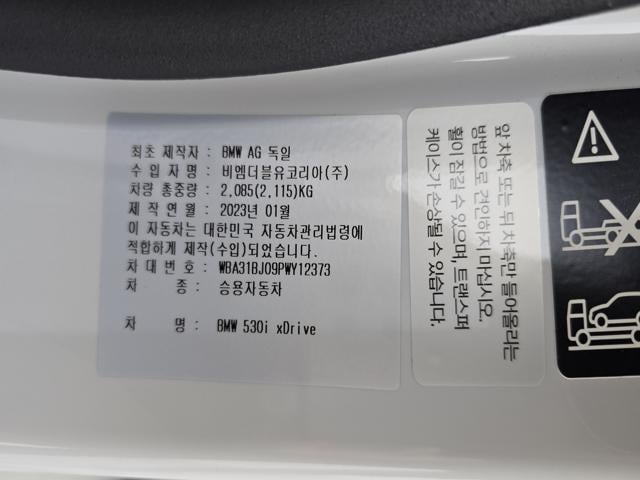 최초 제작자 : BMW AG 독일
수 입 자 명 : 비엠더블유코리아(주)
차량 총중량 : 2,085(2,115)KG
제 작 연 월 : 2023년 01월
이 자동차는 대한민국 자동차관리법령에
적합하게 제작(수입)되었습니다.
차 대 번 호 : WBA31BJ09PWY12373
차 종 : 승용자동차
차 명 : BMW 530i xDrive
앞 차축 또는 뒤 차축만 들어올리는
방법으로 견인하지 마십시오.
휠이 잠길 수 있으며, 트랜스퍼
케이스가 손상될 수 있습니다.